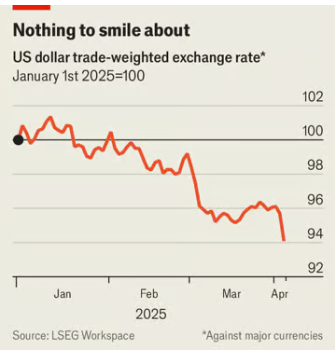 Nothing to smile about
US dollar trade-weighted exchange rate*
January 1st 2025=100
102
100
98
96
94
92
Jan Feb Mar Apr
2025
Source: LSEG Workspace *Against major currencies